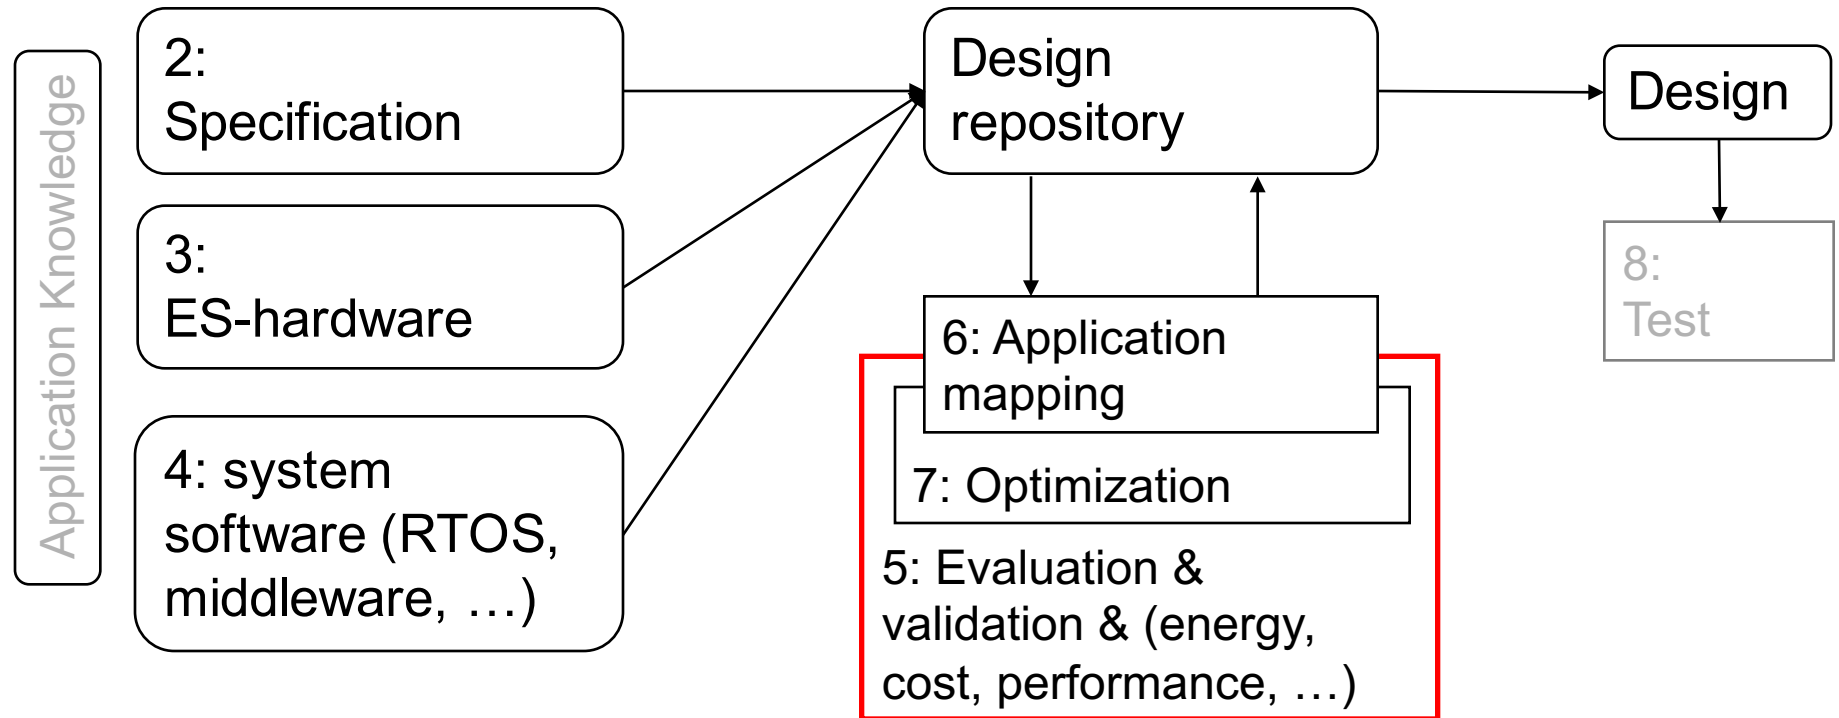 Application Knowledge
2:
Specification
3:
ES-hardware
4: system
software (RTOS,
middleware, …)
Design
repository
6: Application
mapping
7: Optimization
5: Evaluation &
validation & (energy,
cost, performance, …)
Design
8:
Test